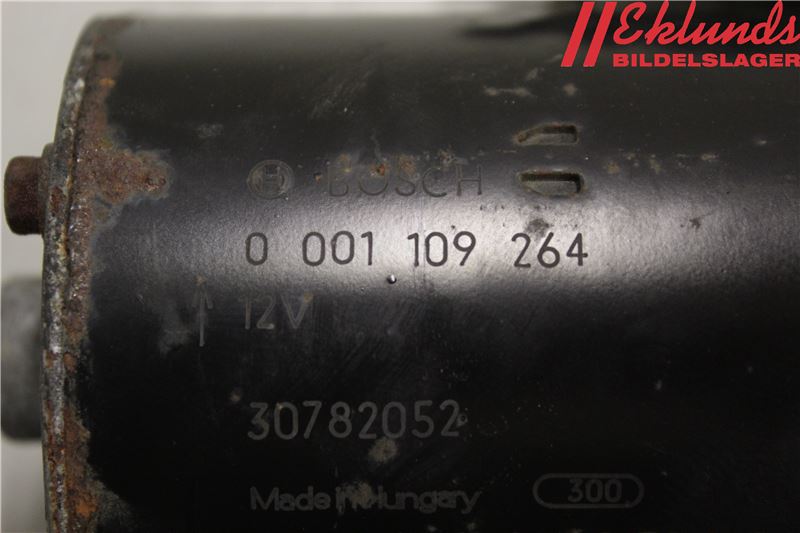 Eklunds
BILDELSLAGER
BOSCH
0 001 109 264
12V
30782052
Made in Hungary
300